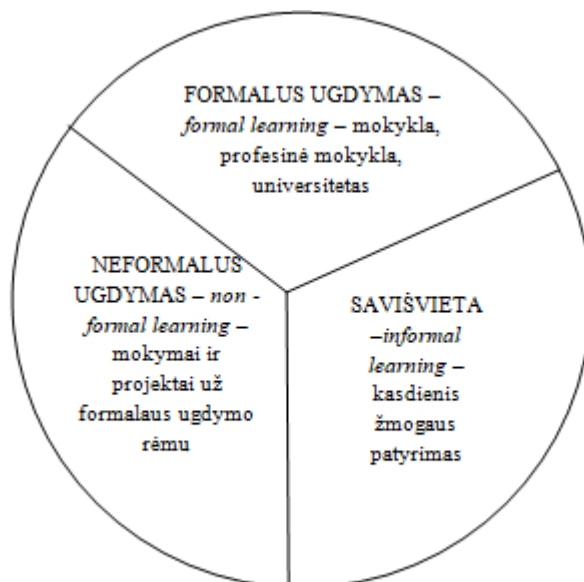 FORMALUS UGDYMAS –
formal learning – mokykla,
profesinė mokykla,
universitetas
NEFORMALUS
UGDYMAS – non -
formal learning –
mokymai ir
projektai už
formalaus ugdymo
rėmu
SAVIŠVIETA
–informal
learning –
kasdienis
žmogaus
patyrimas